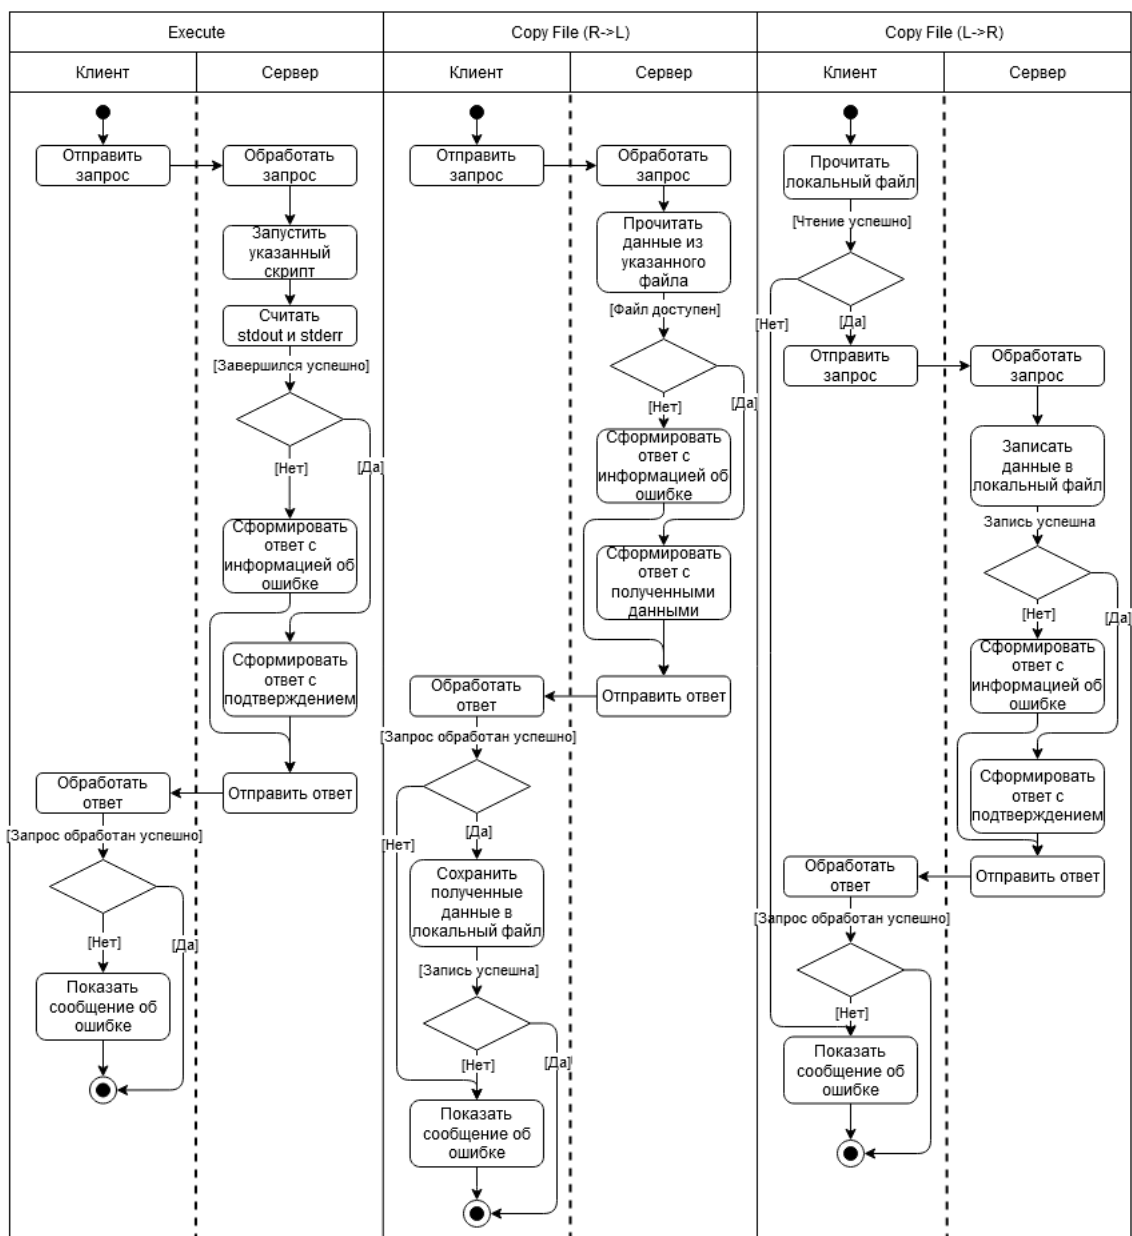 Execute
Copy File (R->L)
Copy File (L->R)
Клиент
Сервер
Клиент
Сервер
Клиент
Сервер
Отправить
запрос
Обработать
запрос
Запустить
указанный
скрипт
Считать
stdout и stderr
[Завершился успешно]
[Нет]
[Да]
Сформировать
ответ с
информацией об
ошибке
Сформировать
ответ с
подтверждением
Отправить ответ
Обработать
ответ
[Запрос обработан успешно]
[Нет]
[Да]
Показать
сообщение об
ошибке
Отправить
запрос
Обработать
запрос
Прочитать
данные из
указанного
файла
[Файл доступен]
[Нет]
[Да]
Сформировать
ответ с
информацией об
ошибке
Сформировать
ответ с
полученными
данными
Отправить ответ
Обработать
ответ
[Запрос обработан успешно]
[Нет]
[Да]
Сохранить
полученные
данные в
локальный файл
[Запись успешна]
[Нет]
[Да]
Показать
сообщение об
ошибке
Прочитать
локальный файл
[Чтение успешно]
[Нет]
[Да]
Отправить
запрос
Обработать
запрос
Записать
данные в
локальный файл
Запись успешна
[Нет]
[Да]
Сформировать
ответ с
информацией об
ошибке
Сформировать
ответ с
подтверждением
Отправить ответ
Обработать
ответ
[Запрос обработан успешно]
[Нет]
Показать
сообщение об
ошибке